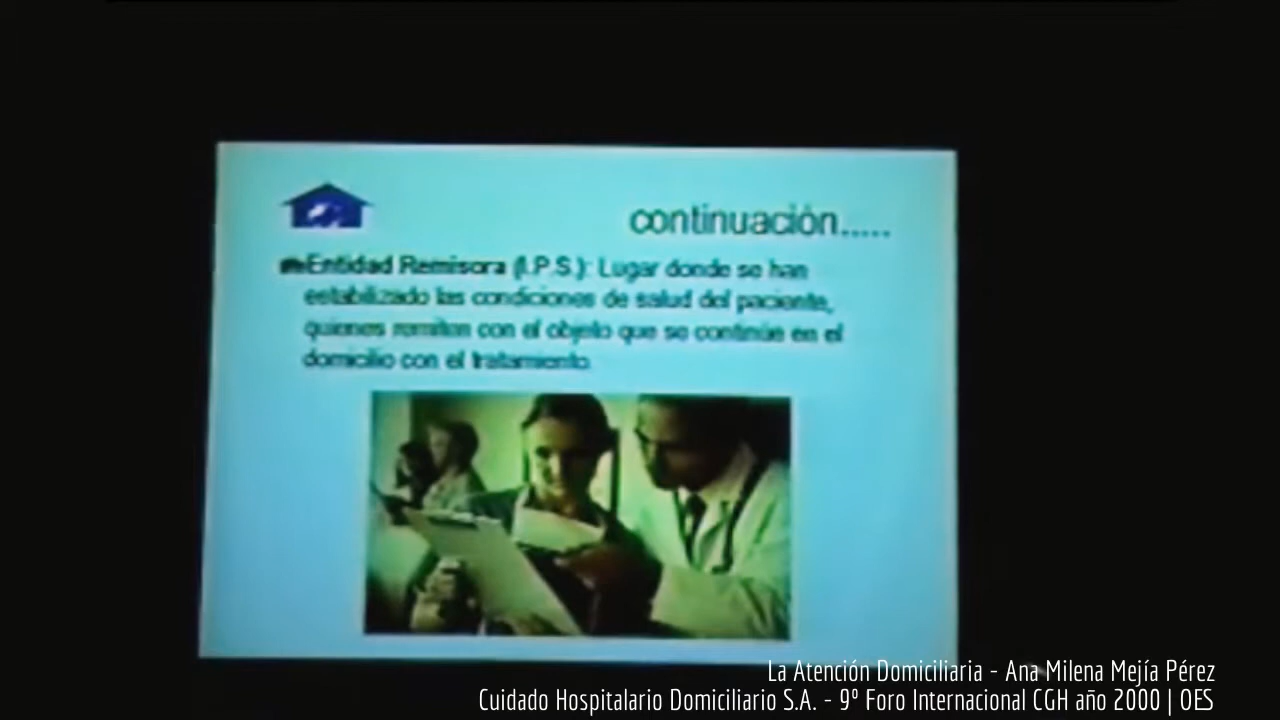 continuación.....
Entidad Remisora (I.P.S.): Lugar donde se han
estabilizado las condiciones de salud del paciente,
quienes remiten con el objeto que se continúe en el
domicilio con el tratamiento.
La Atención Domiciliaria - Ana Milena Mejía Pérez
Cuidado Hospitalario Domiciliario S.A. - 9º Foro Internacional CGH año 2000 | OES